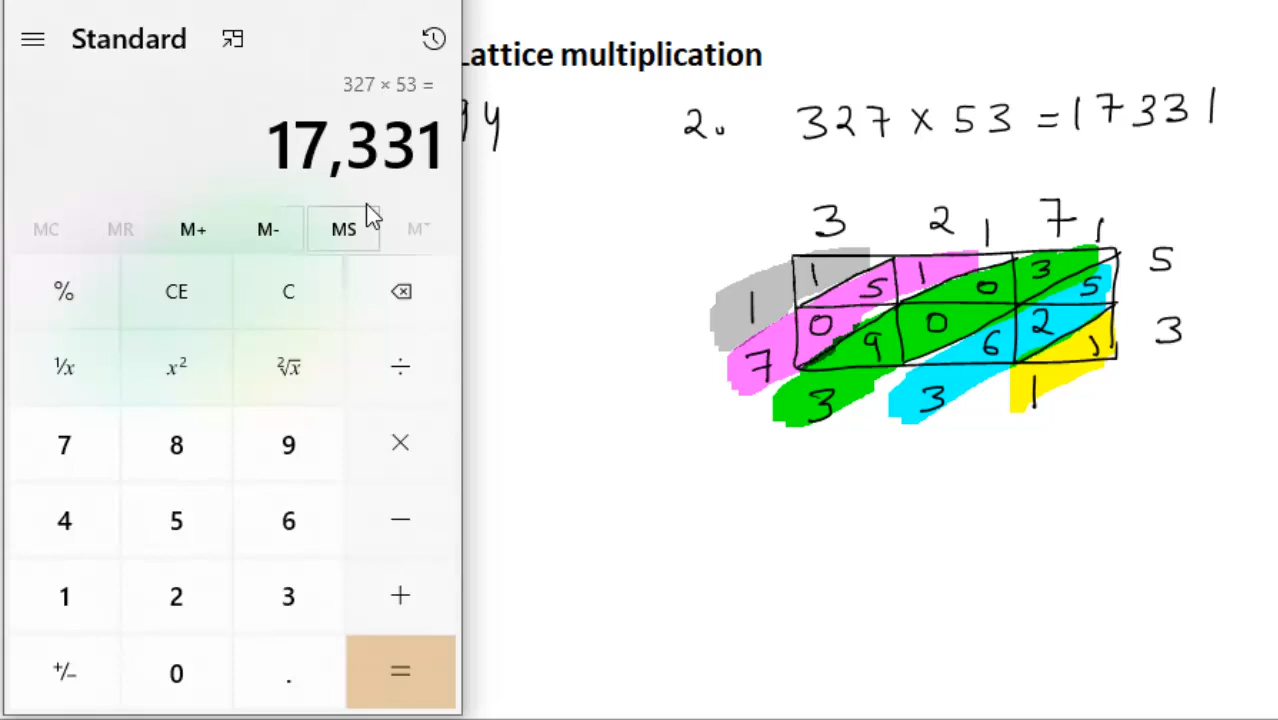 Standard
327 × 53 =
17,331
MC MR M+ M- MS M˅
% CE C
¹/x x² ²√x ÷
7 8 9 ×
4 5 6 −
1 2 3 +
+/− 0 . =
Lattice multiplication
94
2. 327 × 53 = 17331
3 2 1 7 1
1 1 3 5
1 5 0 5
0 0 2 3
7 9 6 1
3 3 1